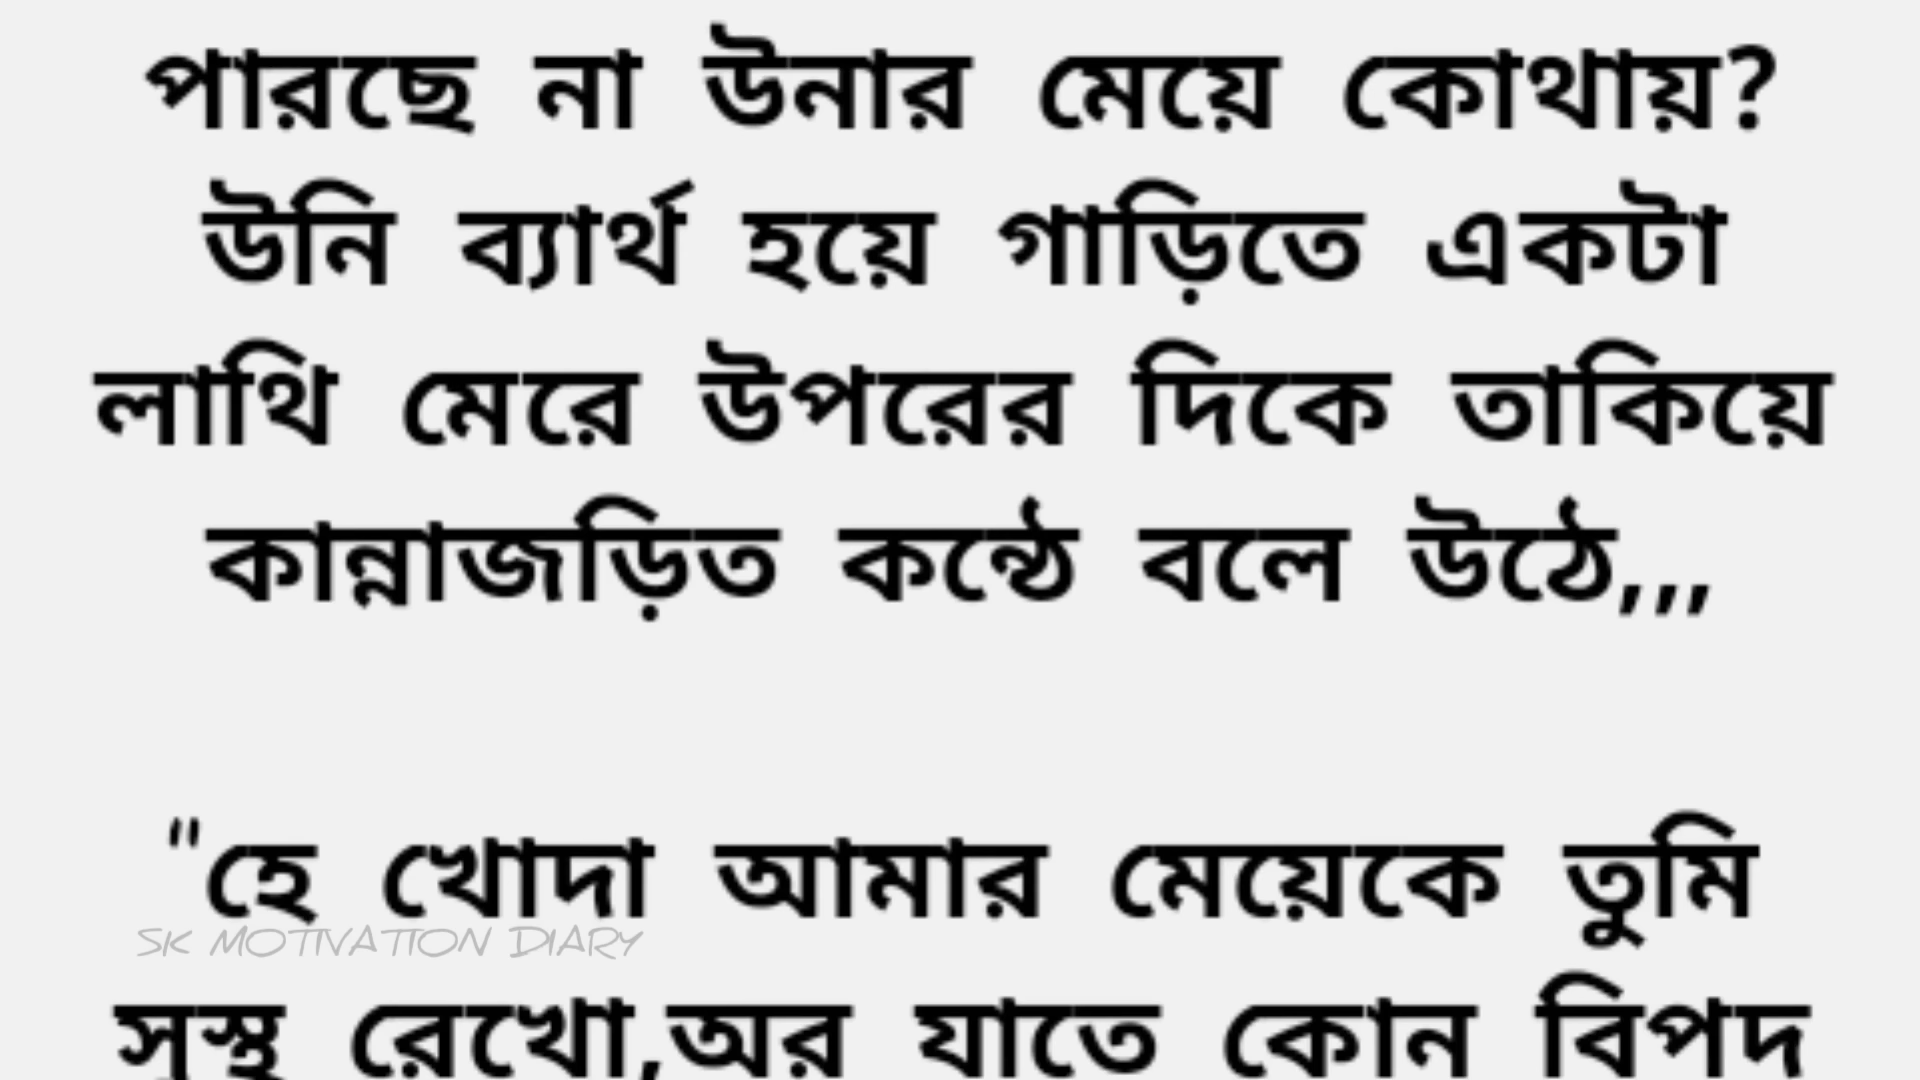 পারছে না উনার মেয়ে কোথায়?
উনি ব্যার্থ হয়ে গাড়িতে একটা
লাথি মেরে উপরের দিকে তাকিয়ে
কান্নাজড়িত কন্ঠে বলে উঠে,,,
"হে খোদা আমার মেয়েকে তুমি
SK MOTIVATION DIARY
সুস্থ রেখো,অর যাতে কোন বিপদ